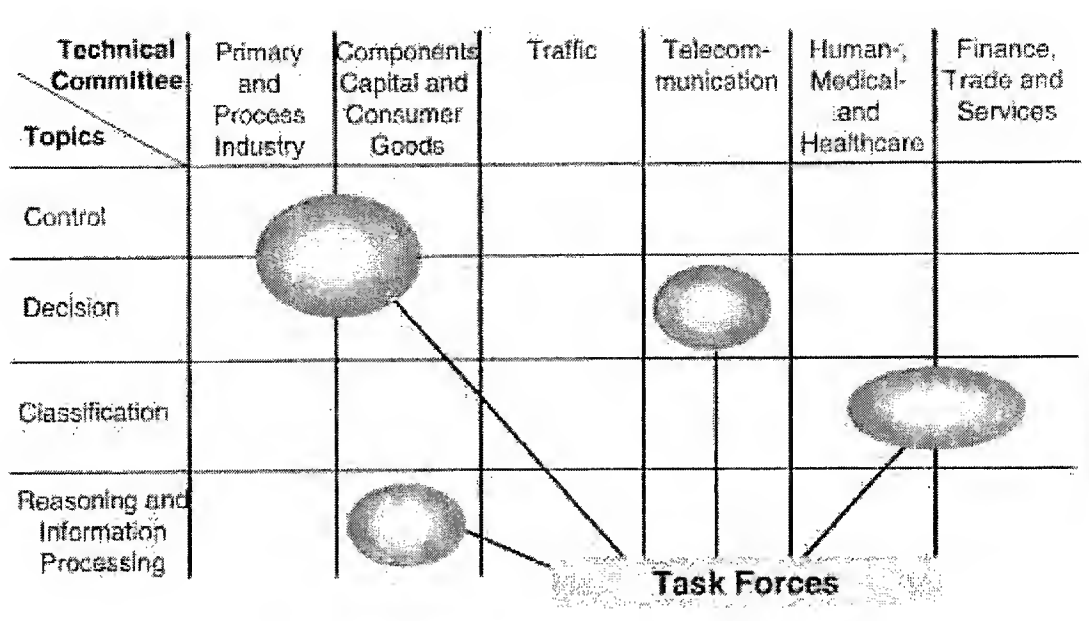 Technical
Committee
Topics
Primary
and
Process
Industry
Components
Capital and
Consumer
Goods
Traffic
Telecom-
munication
Human-,
Medical-
and
Healthcare
Finance,
Trade and
Services
Control
Decision
Classification
Reasoning and
Information
Processing
Task Forces